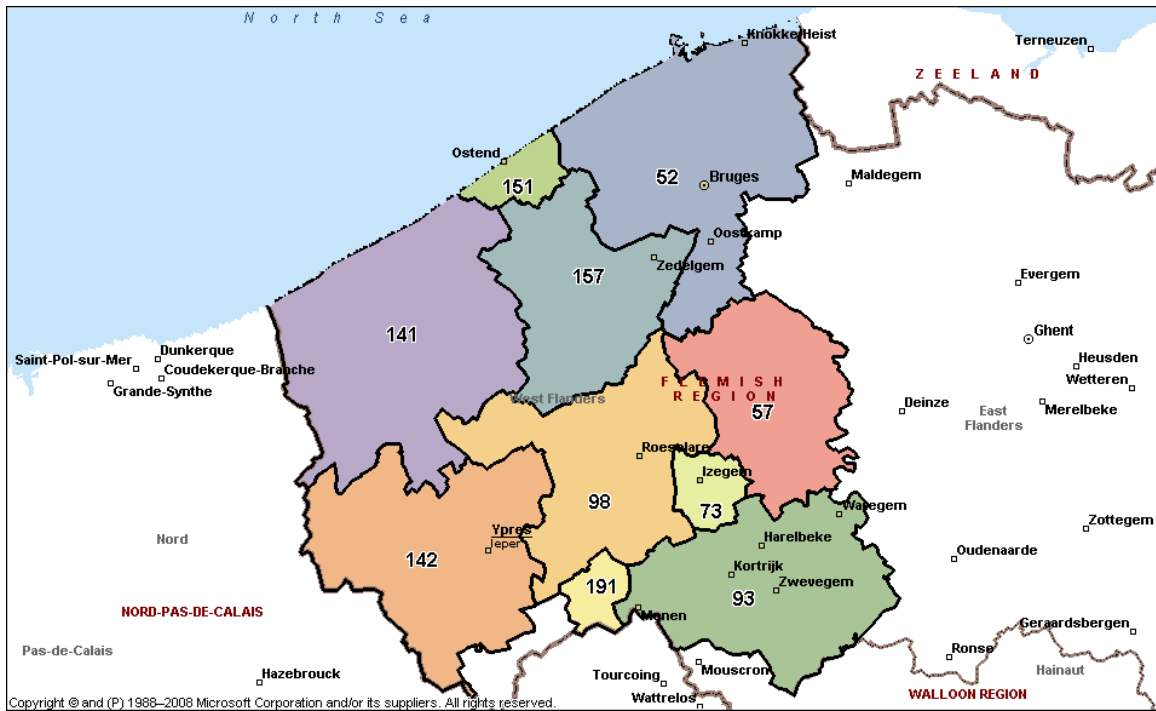 North Sea
Knokke-Heist
Terneuzen
ZEELAND
Ostend
151
52
Bruges
Maldegem
Oostkamp
157
Zedelgem
Evergem
141
Ghent
Saint-Pol-sur-Mer
Dunkerque
Coudekerque-Branche
Grande-Synthe
Heusden
Wetteren
FLEMISH
REGION
West Flanders
57
Deinze
Merelbeke
East
Flanders
Roeselare
Izegem
98
73
Waregem
Zottegem
Ypres
Ieper
Nord
142
Harelbeke
Oudenaarde
Kortrijk
191
Zwevegem
93
NORD-PAS-DE-CALAIS
Menen
Geraardsbergen
Pas-de-Calais
Ronse
Mouscron
Hainaut
Hazebrouck
Tourcoing
Wattrelos
WALLOON REGION
Copyright © and (P) 1988–2008 Microsoft Corporation and/or its suppliers. All rights reserved.